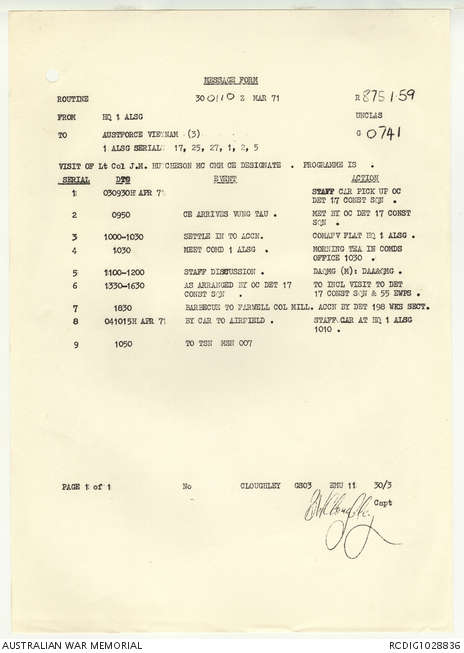 MESSAGE FORM
ROUTINE 300110 Z MAR 71 R 875159
FROM HQ 1 ALSG UNCLAS
TO AUSTFORCE VIETNAM (3) G 0741
1 ALSG SERIAL: 17, 25, 27, 1, 2, 5
VISIT OF Lt Col J.M. HUTCHESON MC CMH CE DESIGNATE . PROGRAMME IS .
SERIAL DTG EVENT ACTION
1 030930H APR 71 STAFF CAR PICK UP OC
DET 17 CONST SQN .
2 0950 CE ARRIVES VUNG TAU . MET BY OC DET 17 CONST
SQN .
3 1000-1030 SETTLE IN TO ACCN. COMAFV FLAT HQ 1 ALSG .
4 1030 MEET COMD 1 ALSG . MORNING TEA IN COMDS
OFFICE 1030 .
5 1100-1200 STAFF DISCUSSION . DAQMG (M): DAA&QMG .
6 1330-1630 AS ARRANGED BY OC DET 17 TO INCL VISIT TO DET
CONST SQN . 17 CONST SQN & 55 EWPS .
7 1830 BARBECUE TO FARWELL COL MILL. ACCN BY DET 198 WKS SECT.
8 041015H APR 71 BY CAR TO AIRFIELD . STAFF CAR AT HQ 1 ALSG
1010 .
9 1050 TO TSN MSN 007
PAGE 1 of 1 No CLOUGHLEY GSO3 EMU 11 30/3
Capt
AUSTRALIAN WAR MEMORIAL RCDIG1028836